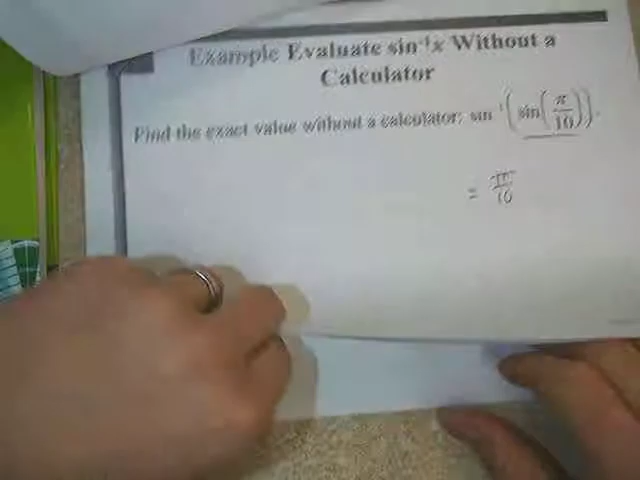 Example Evaluate sin⁻¹x Without a
Calculator
Find the exact value without a calculator: sin⁻¹(sin(π/10)).
= π/10